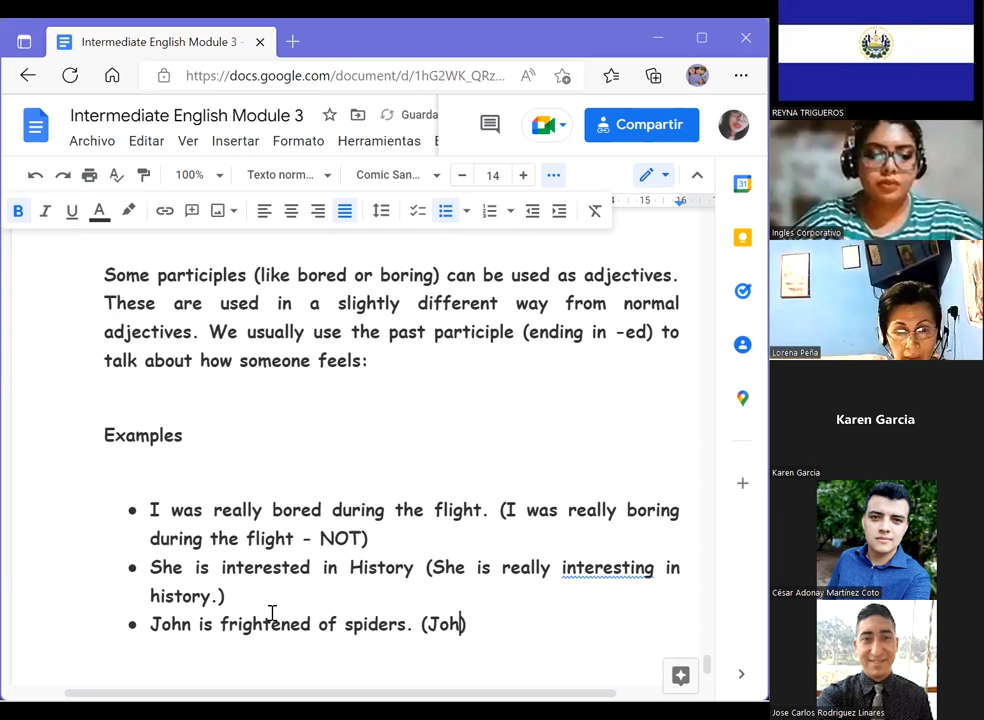 Intermediate English Module 3 -
https://docs.google.com/document/d/1hG2WK_QRz...
Intermediate English Module 3
Guarda
Compartir
Archivo Editar Ver Insertar Formato Herramientas E
100% Texto norm... Comic San... 14
15 16
31
Some participles (like bored or boring) can be used as adjectives.
These are used in a slightly different way from normal
adjectives. We usually use the past participle (ending in -ed) to
talk about how someone feels:
Examples
I was really bored during the flight. (I was really boring
during the flight - NOT)
She is interested in History (She is really interesting in
history.)
John is frightened of spiders. (Joh)
REYNA TRIGUEROS
Ingles Corporativo
Lorena Peña
Karen Garcia
Karen Garcia
César Adonay Martínez Coto
Jose Carlos Rodriguez Linares